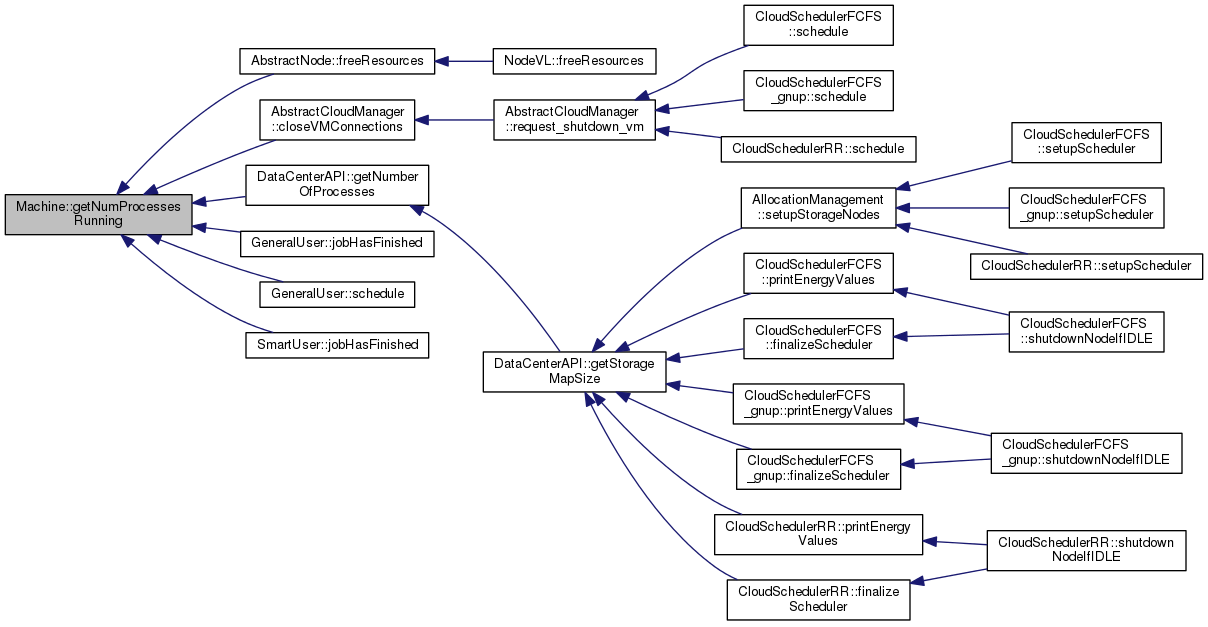 Machine::getNumProcesses
Running
AbstractNode::freeResources
NodeVL::freeResources
AbstractCloudManager
::closeVMConnections
AbstractCloudManager
::request_shutdown_vm
CloudSchedulerFCFS
::schedule
CloudSchedulerFCFS
_gnup::schedule
CloudSchedulerRR::schedule
DataCenterAPI::getNumber
OfProcesses
DataCenterAPI::getStorage
MapSize
AllocationManagement
::setupStorageNodes
CloudSchedulerFCFS
::setupScheduler
CloudSchedulerFCFS
_gnup::setupScheduler
CloudSchedulerRR::setupScheduler
CloudSchedulerFCFS
::printEnergyValues
CloudSchedulerFCFS
::shutdownNodeIfIDLE
CloudSchedulerFCFS
::finalizeScheduler
CloudSchedulerFCFS
_gnup::printEnergyValues
CloudSchedulerFCFS
_gnup::shutdownNodeIfIDLE
CloudSchedulerFCFS
_gnup::finalizeScheduler
CloudSchedulerRR::printEnergy
Values
CloudSchedulerRR::shutdown
NodeIfIDLE
CloudSchedulerRR::finalize
Scheduler
GeneralUser::jobHasFinished
GeneralUser::schedule
SmartUser::jobHasFinished